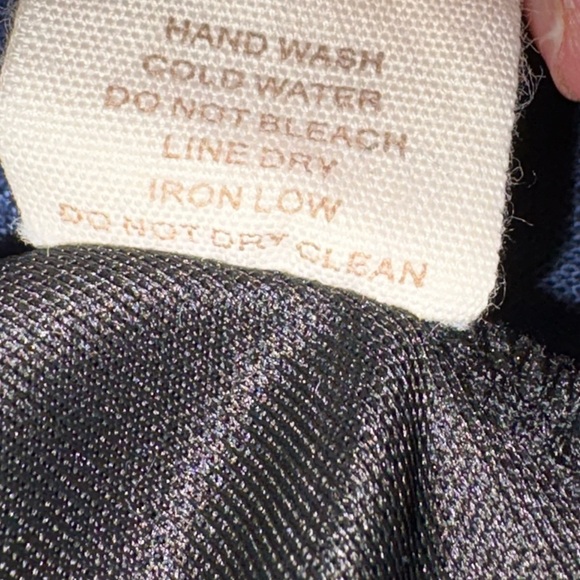 HAND WASH
COLD WATER
DO NOT BLEACH
LINE DRY
IRON LOW
DO NOT DRY CLEAN